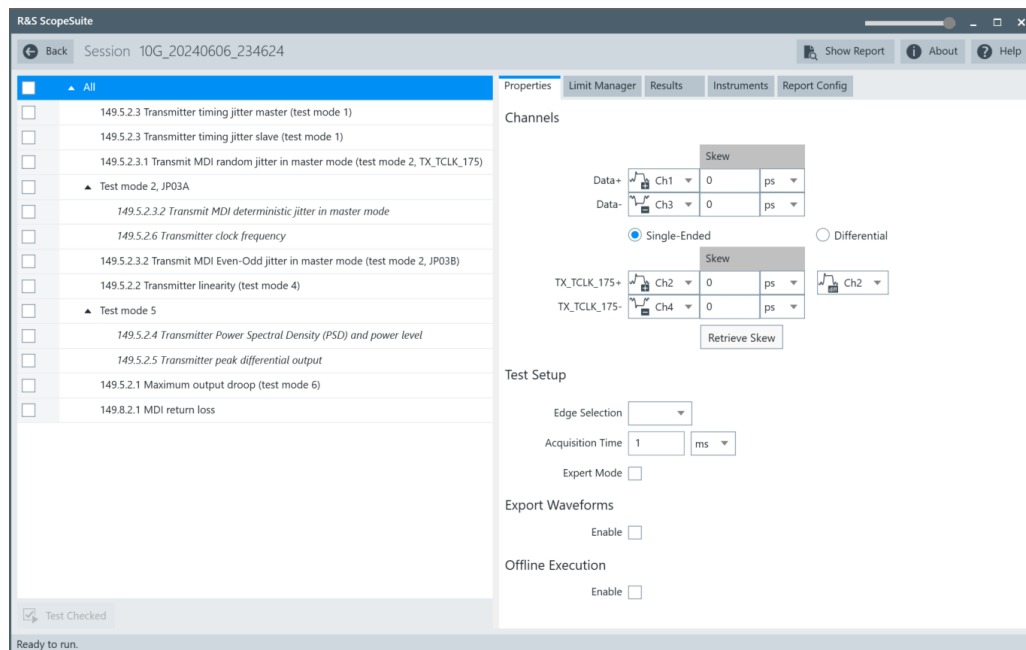 R&S ScopeSuite
Back Session 10G_20240606_234624 Show Report About Help
All
149.5.2.3 Transmitter timing jitter master (test mode 1)
149.5.2.3 Transmitter timing jitter slave (test mode 1)
149.5.2.3.1 Transmit MDI random jitter in master mode (test mode 2, TX_TCLK_175)
Test mode 2, JP03A
149.5.2.3.2 Transmit MDI deterministic jitter in master mode
149.5.2.6 Transmitter clock frequency
149.5.2.3.2 Transmit MDI Even-Odd jitter in master mode (test mode 2, JP03B)
149.5.2.2 Transmitter linearity (test mode 4)
Test mode 5
149.5.2.4 Transmitter Power Spectral Density (PSD) and power level
149.5.2.5 Transmitter peak differential output
149.5.2.1 Maximum output droop (test mode 6)
149.8.2.1 MDI return loss
Test Checked
Properties Limit Manager Results Instruments Report Config
Channels
Skew
Data+ Ch1 0 ps
Data- Ch3 0 ps
Single-Ended Differential
Skew
TX_TCLK_175+ Ch2 0 ps Ch2
TX_TCLK_175- Ch4 0 ps
Retrieve Skew
Test Setup
Edge Selection
Acquisition Time 1 ms
Expert Mode
Export Waveforms
Enable
Offline Execution
Enable
Ready to run.